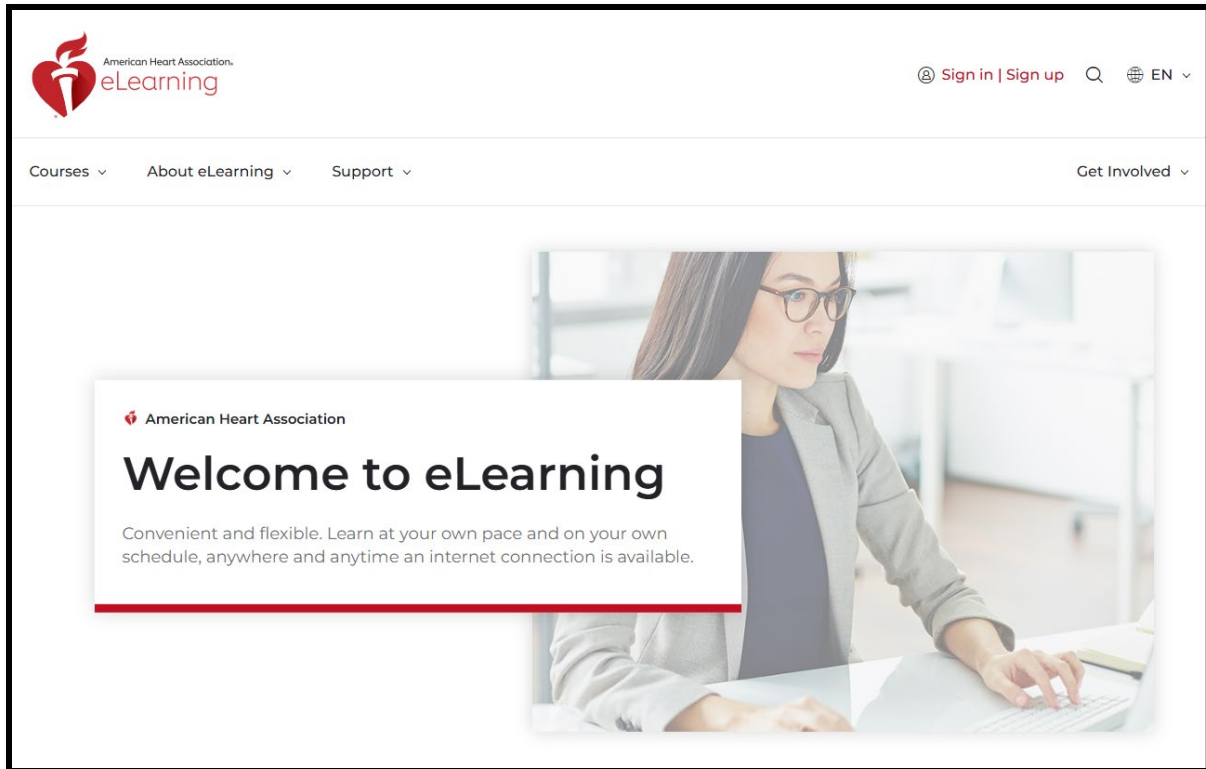 American Heart Association®
eLearning
Sign in | Sign up
EN
Courses
About eLearning
Support
Get Involved
American Heart Association
Welcome to eLearning
Convenient and flexible. Learn at your own pace and on your own
schedule, anywhere and anytime an internet connection is available.